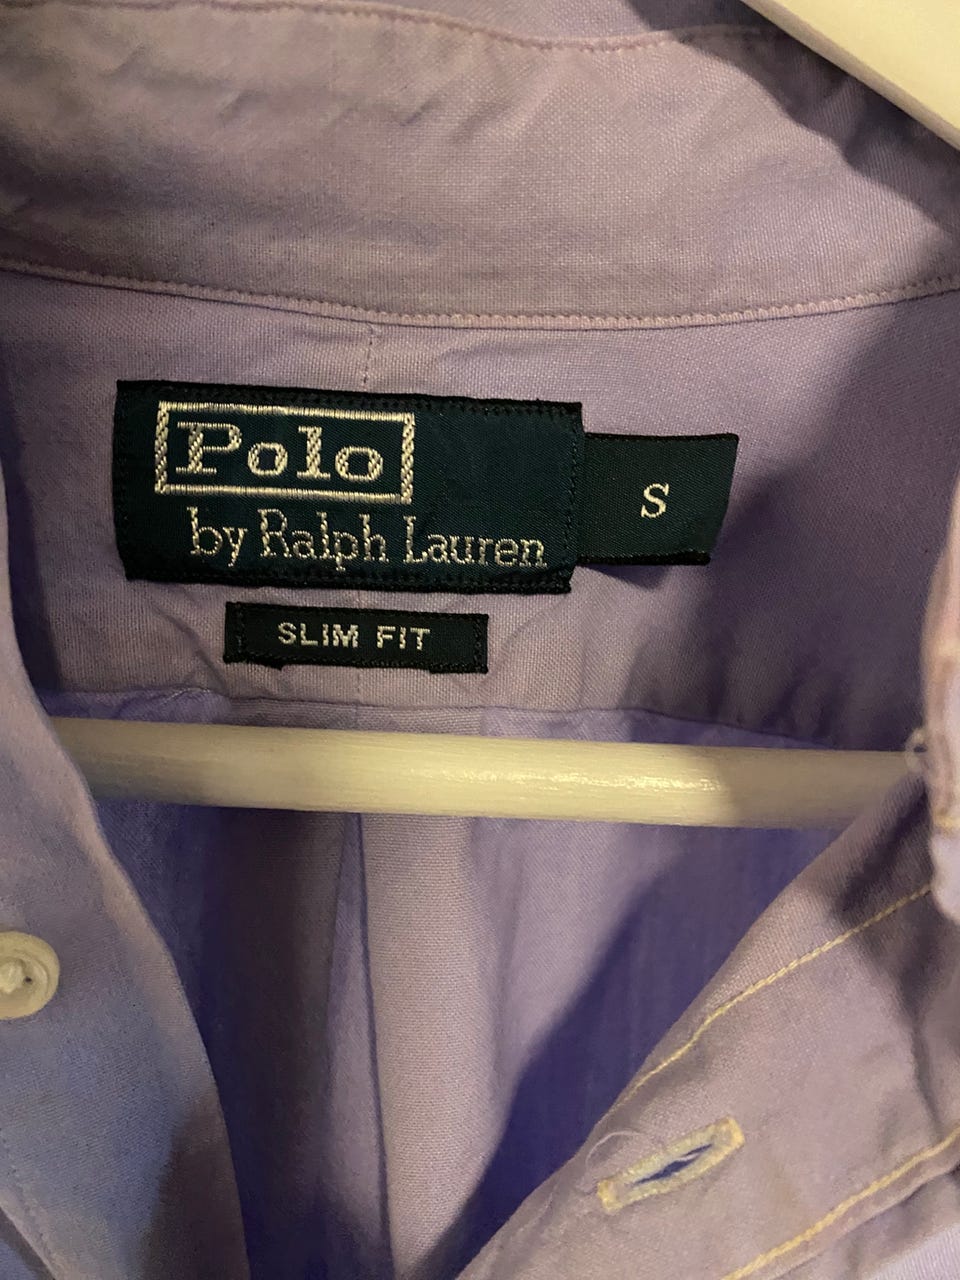 Polo
by Ralph Lauren
S
SLIM FIT